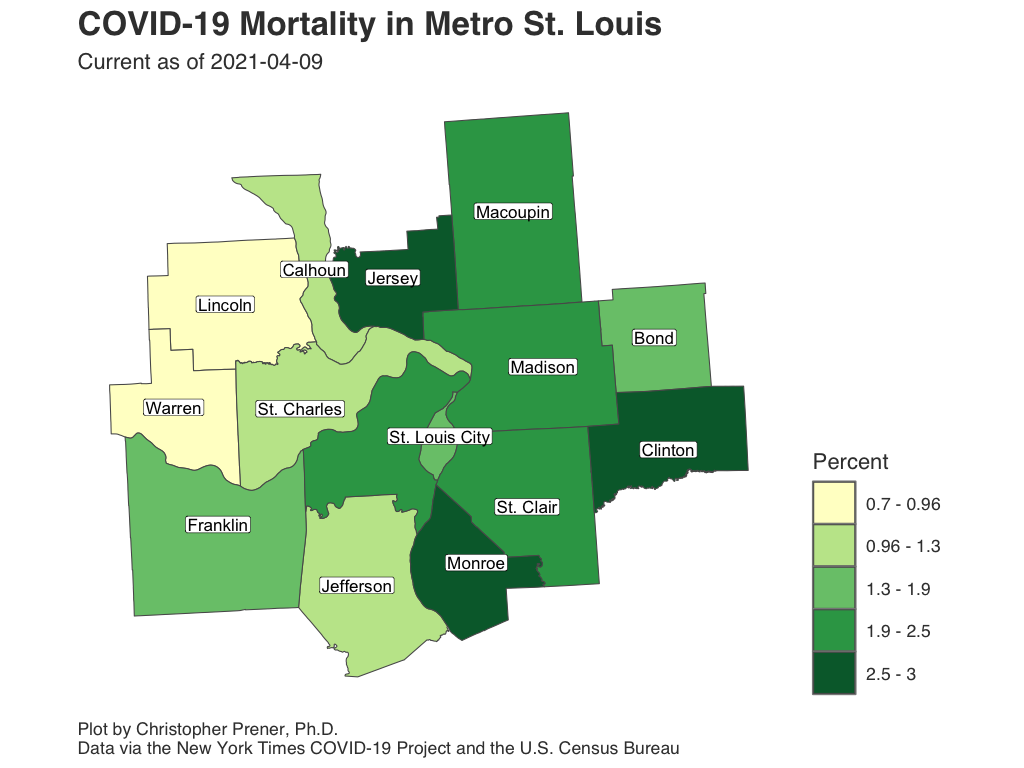 COVID-19 Mortality in Metro St. Louis
Current as of 2021-04-09
Macoupin
Calhoun
Jersey
Lincoln
Bond
Madison
Warren
St. Charles
St. Louis City
Clinton
St. Clair
Franklin
Monroe
Jefferson
Percent
0.7 - 0.96
0.96 - 1.3
1.3 - 1.9
1.9 - 2.5
2.5 - 3
Plot by Christopher Prener, Ph.D.
Data via the New York Times COVID-19 Project and the U.S. Census Bureau